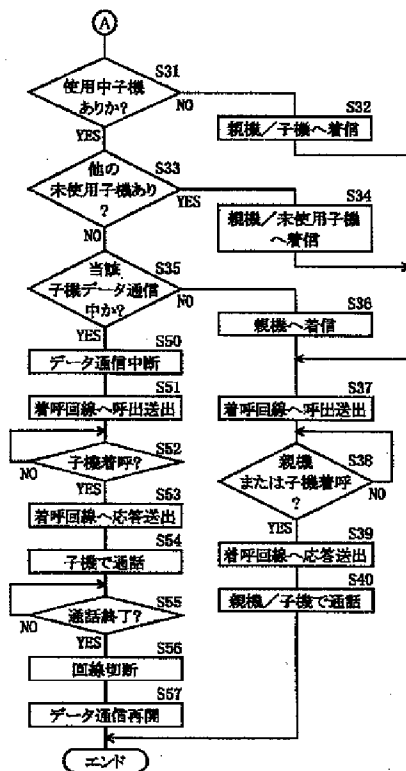 A
S31
使用中子機
ありか?
NO
YES
S32
親機/子機へ着信
S33
他の
未使用子機あり
?
YES
NO
S34
親機/未使用子機
へ着信
S35
当該
子機データ通信
中か?
NO
YES
S36
親機へ着信
S50
データ通信中断
S51
着呼回線へ呼出送出
S37
着呼回線へ呼出送出
S52
子機着呼?
NO
YES
S38
親機
または子機着呼
?
NO
YES
S53
着呼回線へ応答送出
S39
着呼回線へ応答送出
S54
子機で通話
S40
親機/子機で通話
S55
通話終了?
NO
YES
S56
回線切断
S57
データ通信再開
エンド